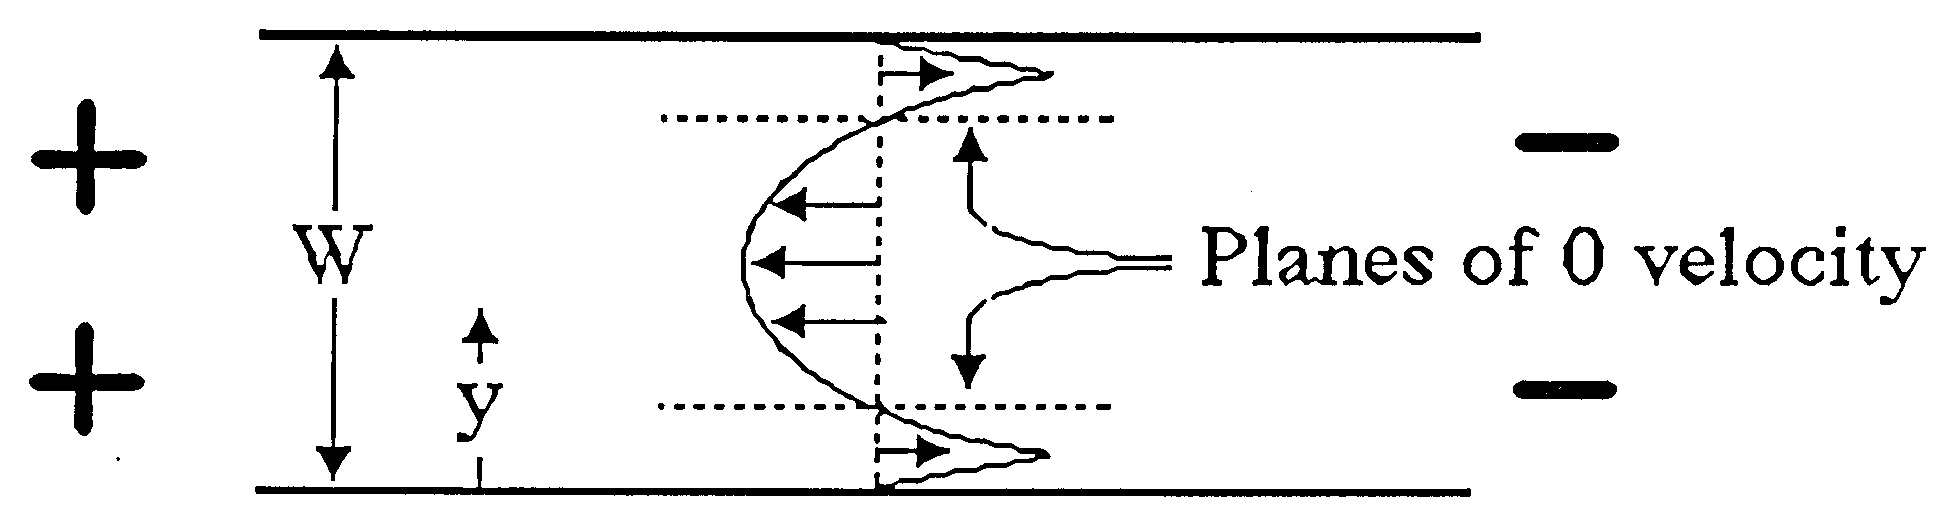 +
−
W
Planes of 0 velocity
+
y
−